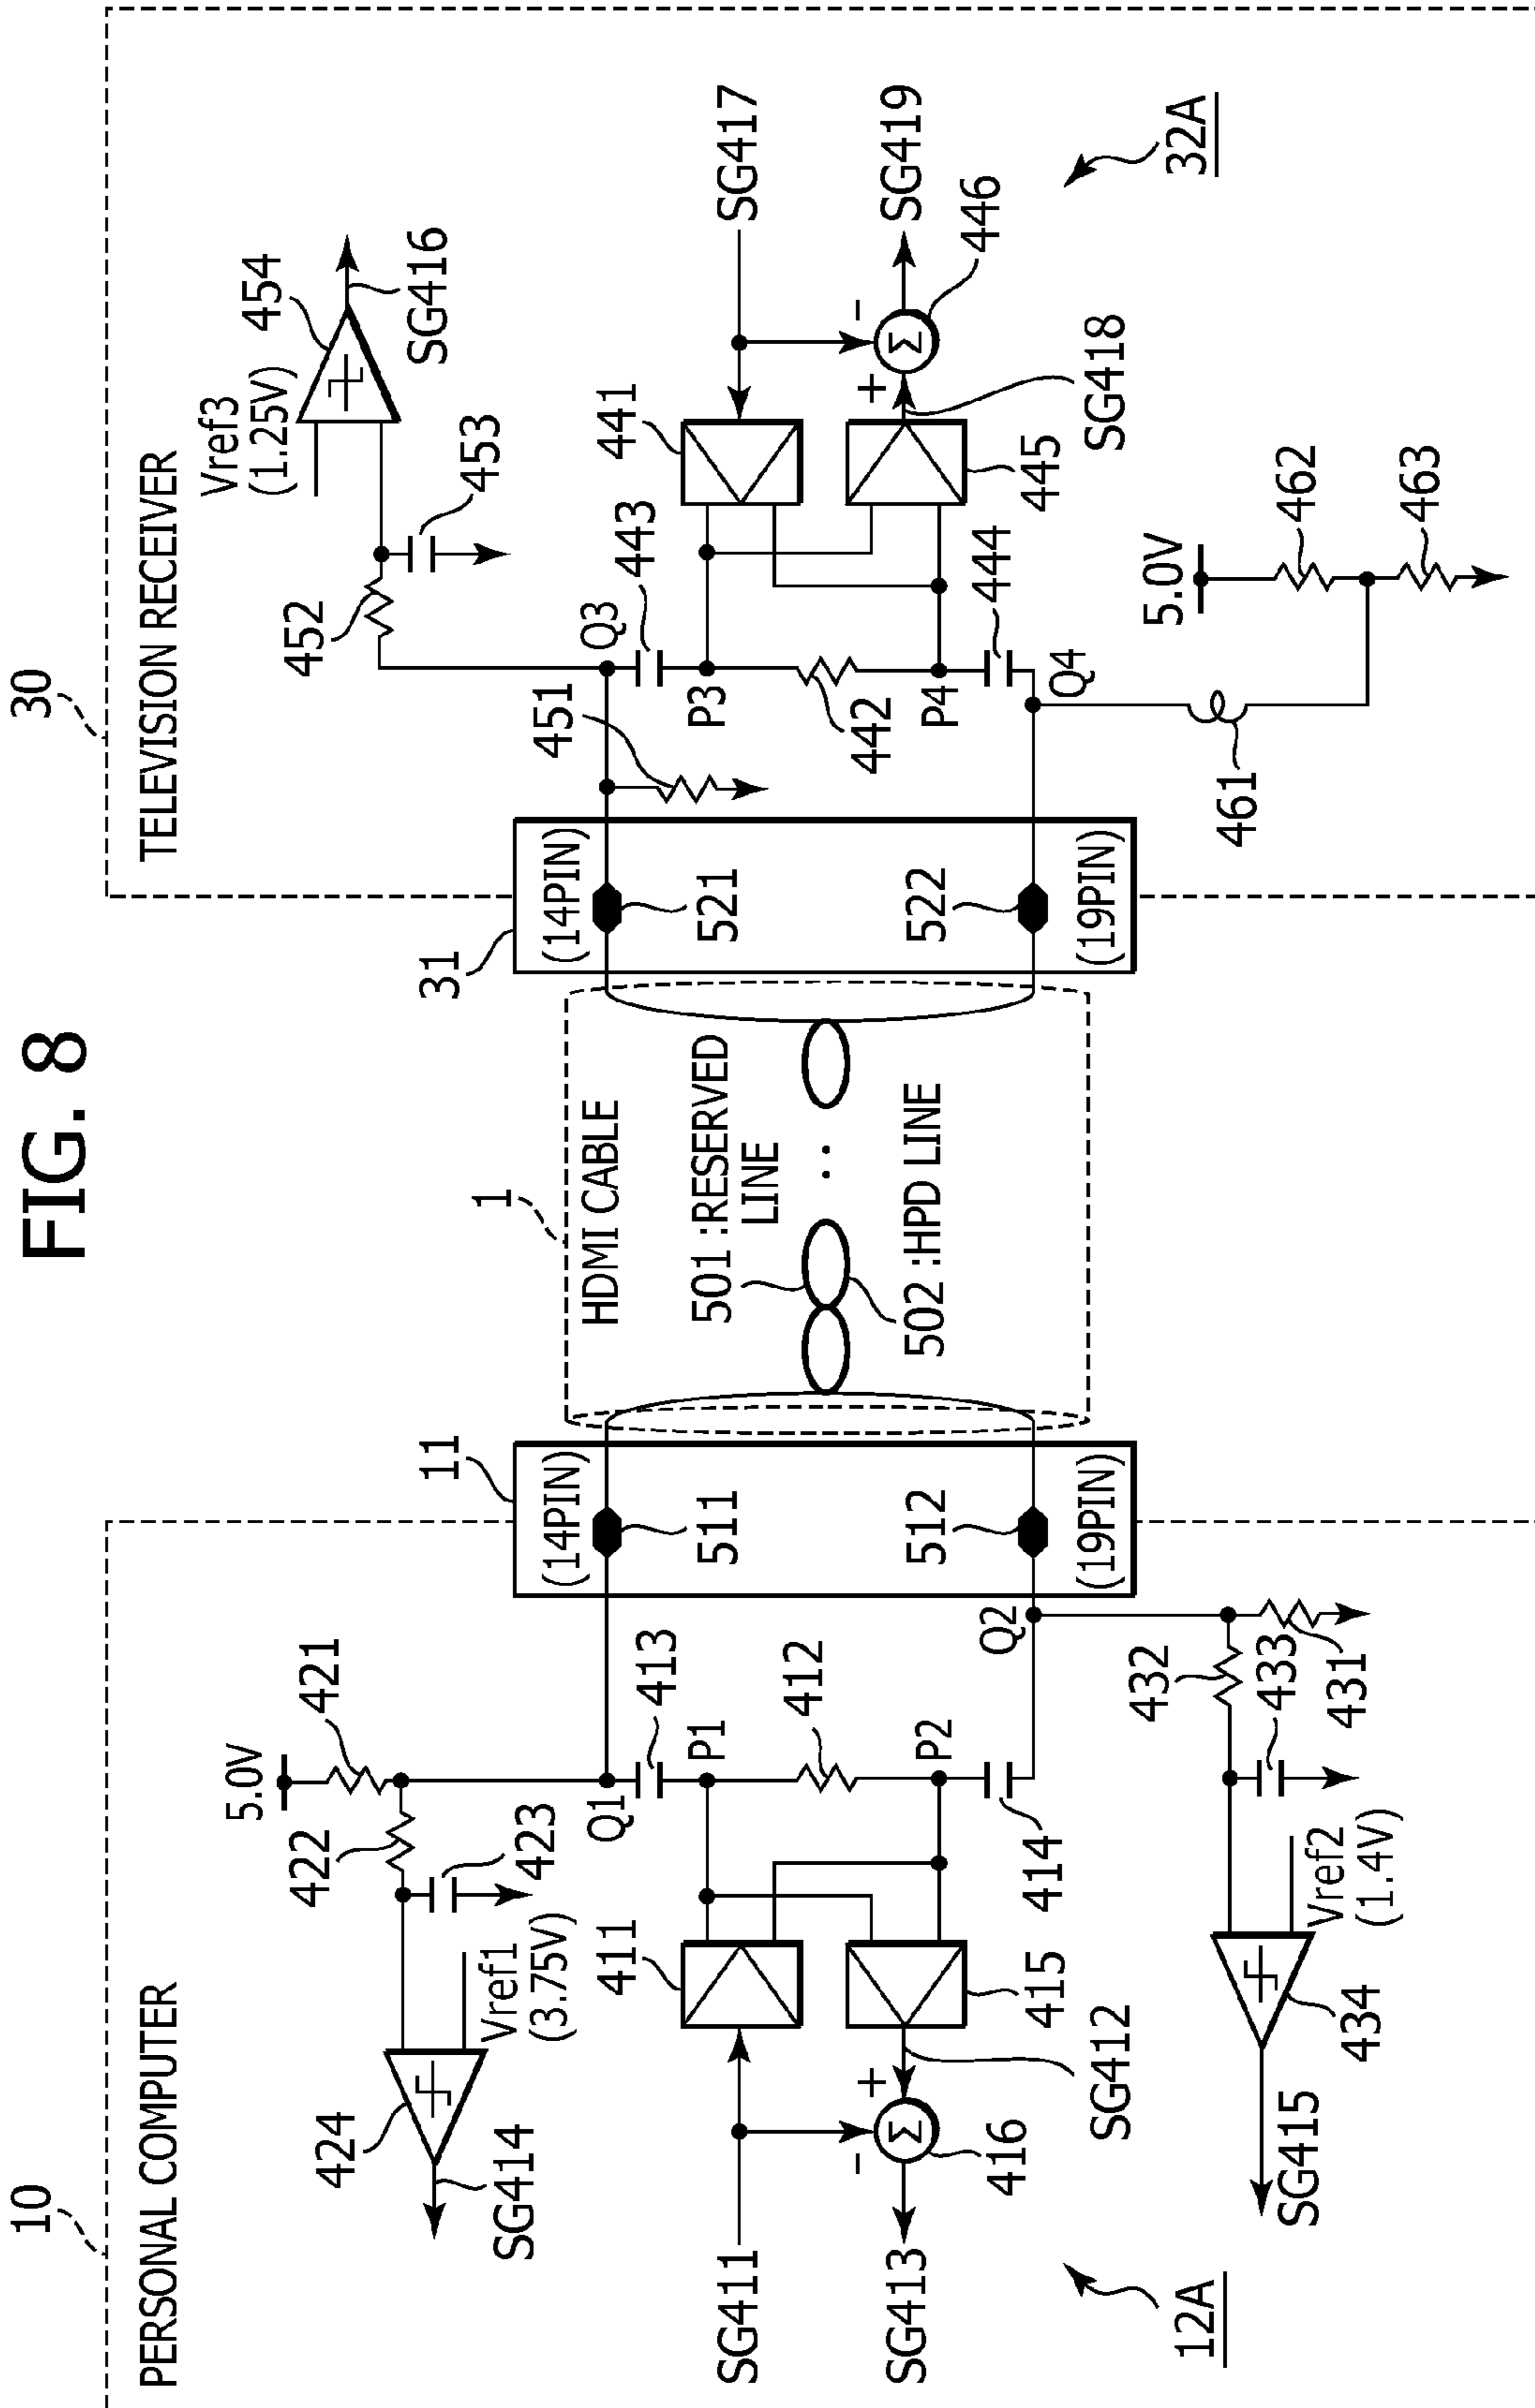 FIG. 8
10
PERSONAL COMPUTER
30
TELEVISION RECEIVER
5.0V
421
422
423
424
Vref1
(3.75V)
SG414
Q1
413
P1
412
P2
414
Q2
411
415
SG411
SG412
SG413
416
+
-
432
433
431
Vref2
(1.4V)
434
SG415
12A
11
(14PIN)
511
512
(19PIN)
1
HDMI CABLE
501 :RESERVED
LINE
502 :HPD LINE
31
(14PIN)
521
522
(19PIN)
Vref3
(1.25V)
454
SG416
452
453
451
Q3
443
P3
442
P4
444
Q4
441
445
SG417
SG418
SG419
446
-
+
461
5.0V
462
463
32A
Σ
Σ